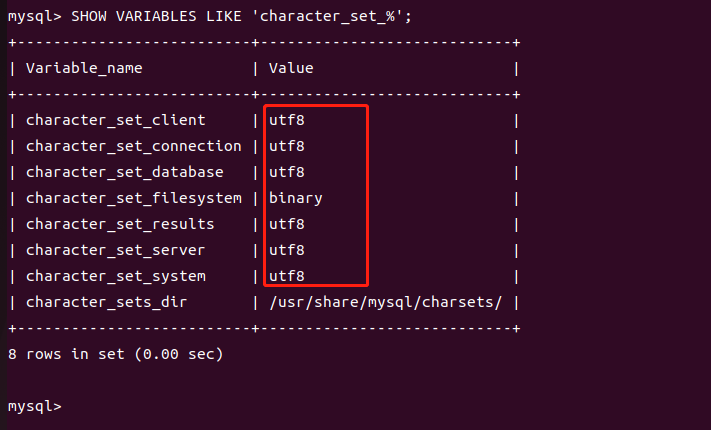 mysql> SHOW VARIABLES LIKE 'character_set_%';
+--------------------------+----------------------------+
| Variable_name            | Value                      |
+--------------------------+----------------------------+
| character_set_client     | utf8                       |
| character_set_connection | utf8                       |
| character_set_database   | utf8                       |
| character_set_filesystem | binary                     |
| character_set_results    | utf8                       |
| character_set_server     | utf8                       |
| character_set_system     | utf8                       |
| character_sets_dir       | /usr/share/mysql/charsets/ |
+--------------------------+----------------------------+
8 rows in set (0.00 sec)
mysql>